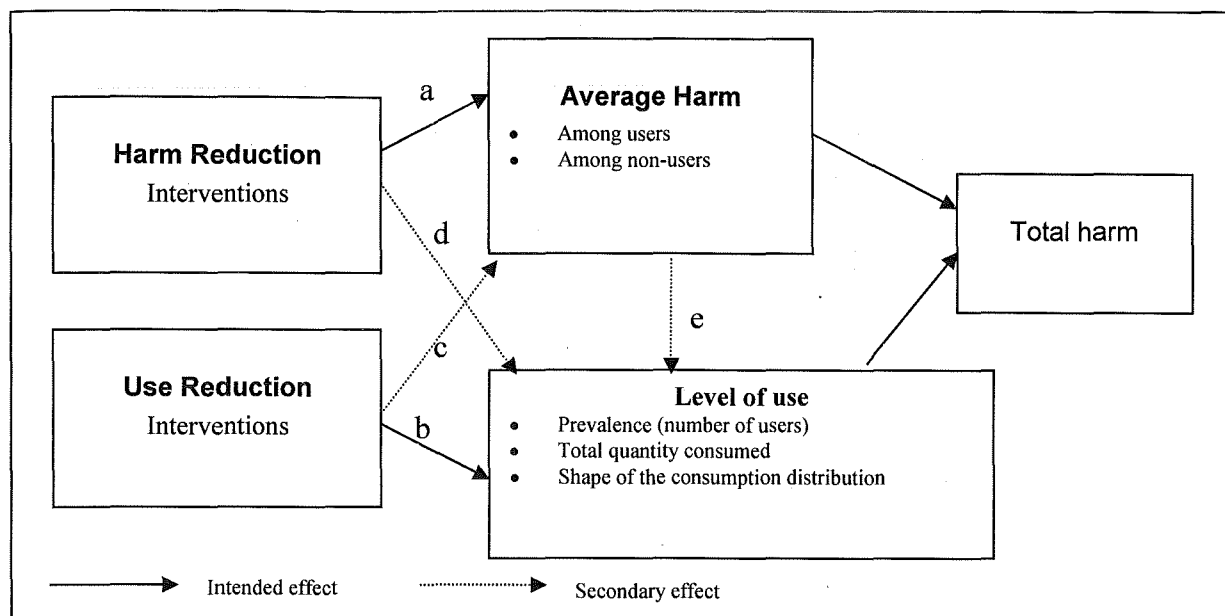 Harm Reduction
Interventions
a
Average Harm
• Among users
• Among non-users
Total harm
d
c
e
Use Reduction
Interventions
b
Level of use
• Prevalence (number of users)
• Total quantity consumed
• Shape of the consumption distribution
Intended effect
Secondary effect